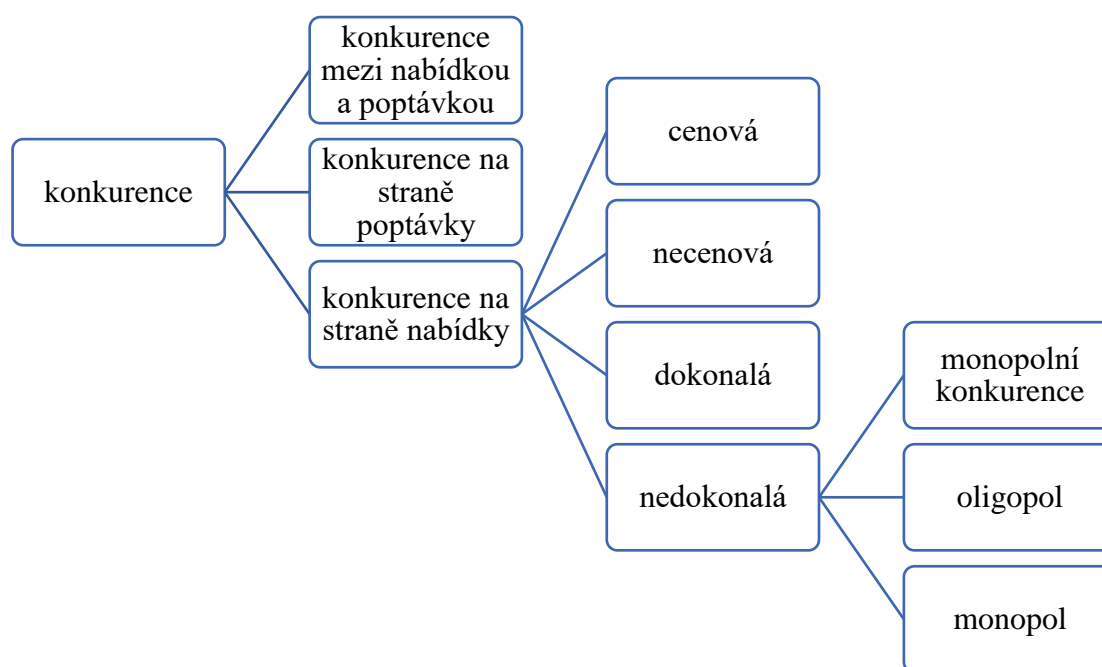 konkurence
konkurence
mezi nabídkou
a poptávkou
konkurence na
straně
poptávky
konkurence na
straně nabídky
cenová
necenová
dokonalá
nedokonalá
monopolní
konkurence
oligopol
monopol